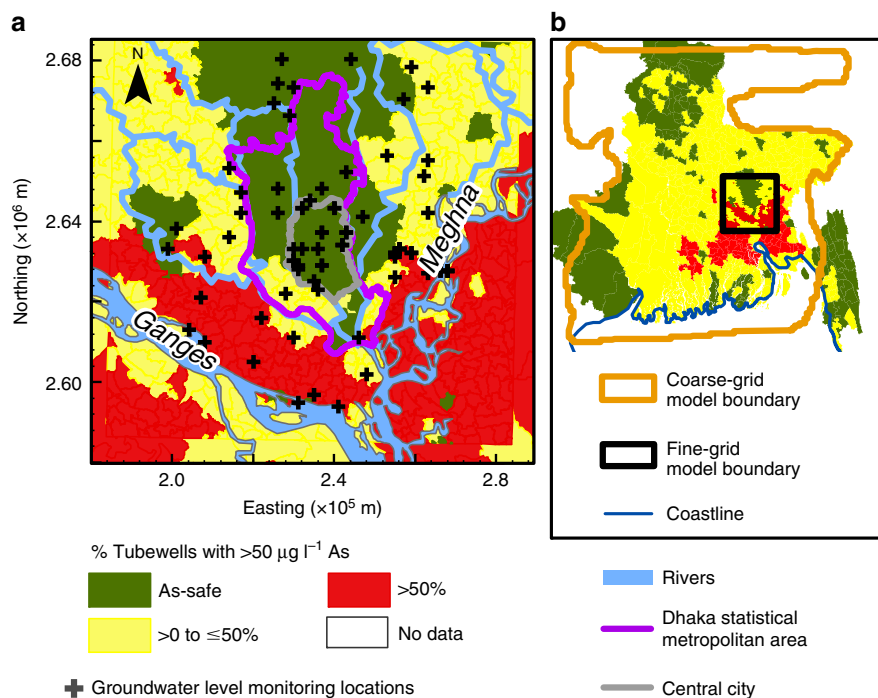 a
b
N
2.68
2.64
2.60
Northing (×10⁶ m)
Meghna
Ganges
2.0
2.4
2.8
Easting (×10⁵ m)
Coarse-grid
model boundary
Fine-grid
model boundary
Coastline
% Tubewells with >50 μg l⁻¹ As
As-safe
>50%
>0 to ≤50%
No data
Groundwater level monitoring locations
Rivers
Dhaka statistical
metropolitan area
Central city